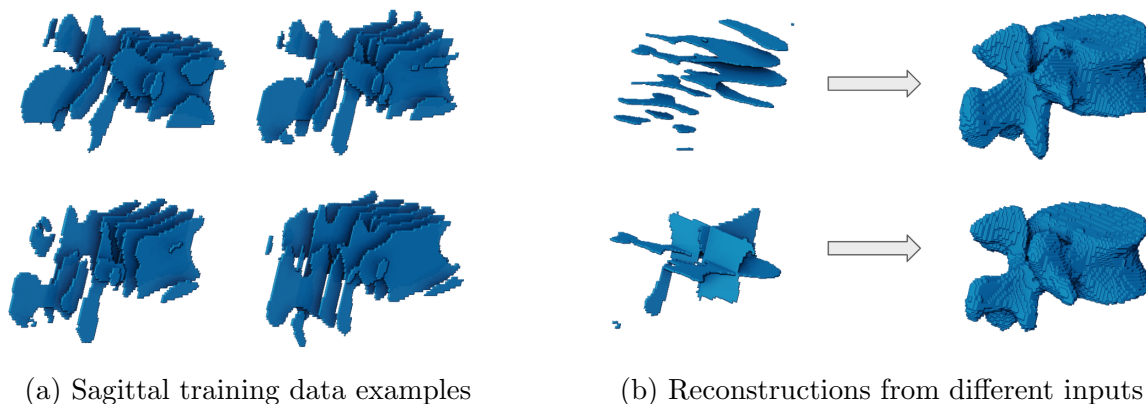 (a) Sagittal training data examples
(b) Reconstructions from different inputs